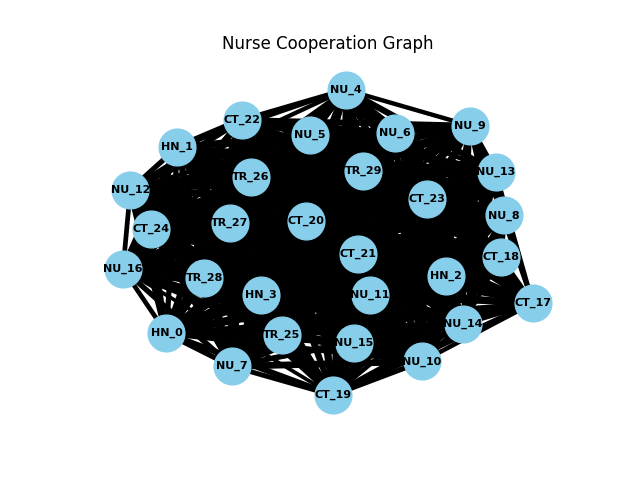 Nurse Cooperation Graph
NU_4
CT_22
NU_9
NU_6
NU_5
HN_1
NU_13
TR_29
TR_26
NU_12
CT_23
NU_8
CT_20
TR_27
CT_24
CT_21
CT_18
NU_16
HN_2
TR_28
HN_3
NU_11
CT_17
NU_14
HN_0
TR_25
NU_15
NU_10
NU_7
CT_19